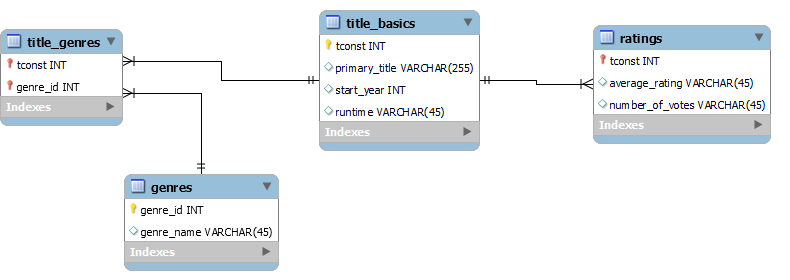 title_genres
tconst INT
genre_id INT
Indexes
title_basics
tconst INT
primary_title VARCHAR(255)
start_year INT
runtime VARCHAR(45)
Indexes
ratings
tconst INT
average_rating VARCHAR(45)
number_of_votes VARCHAR(45)
Indexes
genres
genre_id INT
genre_name VARCHAR(45)
Indexes